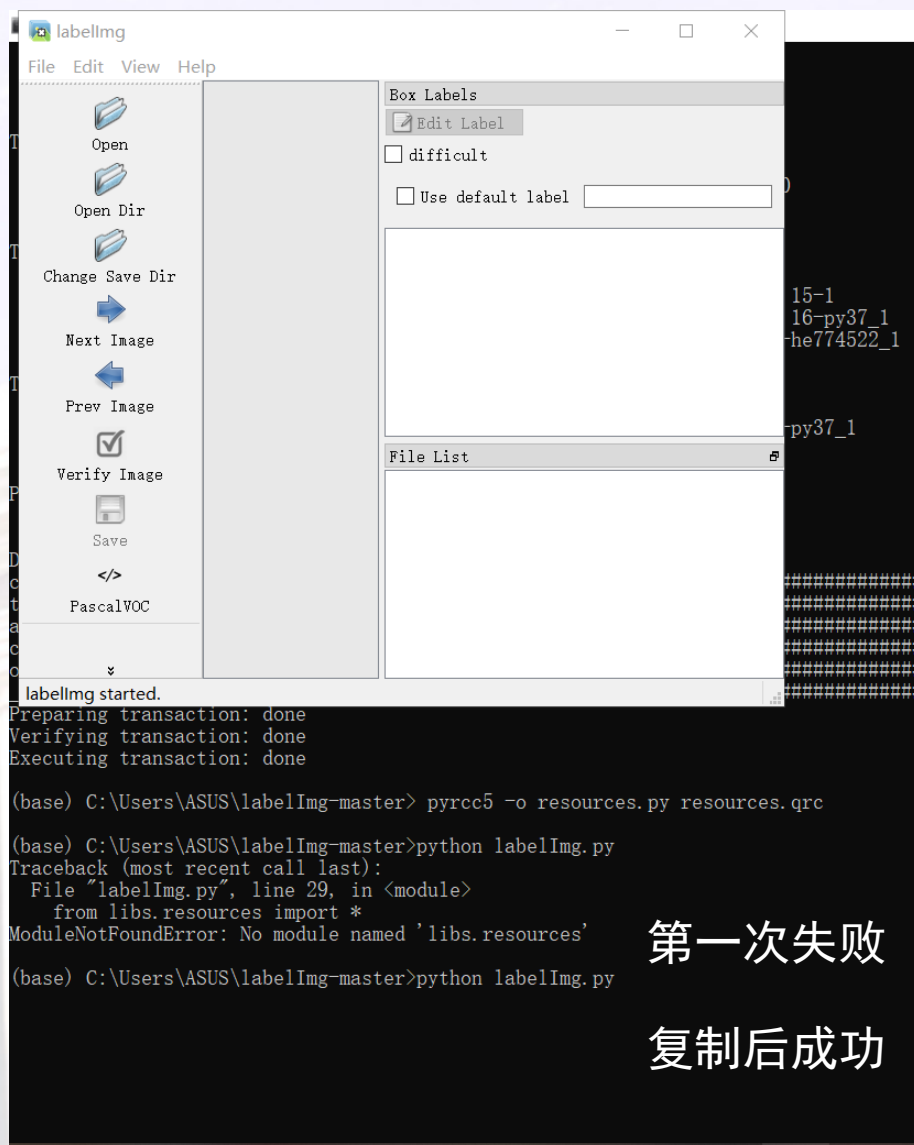 labelImg
File Edit View Help
Open
Open Dir
Change Save Dir
Next Image
Prev Image
Verify Image
Save
</>
PascalVOC
Box Labels
Edit Label
difficult
Use default label
File List
labelImg started.
15-1
16-py37_1
-he774522_1
-py37_1
#############
#############
#############
#############
#############
#############
Preparing transaction: done
Verifying transaction: done
Executing transaction: done
(base) C:\Users\ASUS\labelImg-master> pyrcc5 -o resources.py resources.qrc
(base) C:\Users\ASUS\labelImg-master>python labelImg.py
Traceback (most recent call last):
  File "labelImg.py", line 29, in <module>
    from libs.resources import *
ModuleNotFoundError: No module named 'libs.resources'
第一次失败
(base) C:\Users\ASUS\labelImg-master>python labelImg.py
复制后成功